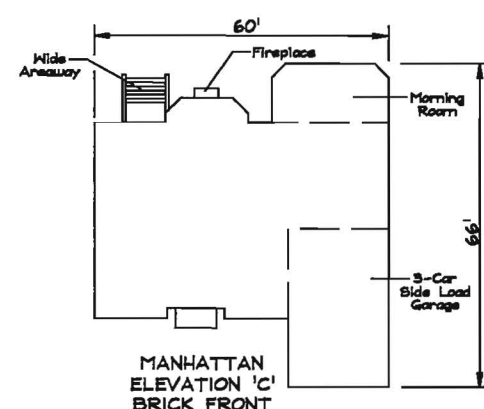 60'
Wide
Areaway
Fireplace
Morning
Room
66'
3-Car
Side Load
Garage
MANHATTAN
ELEVATION 'C'
BRICK FRONT